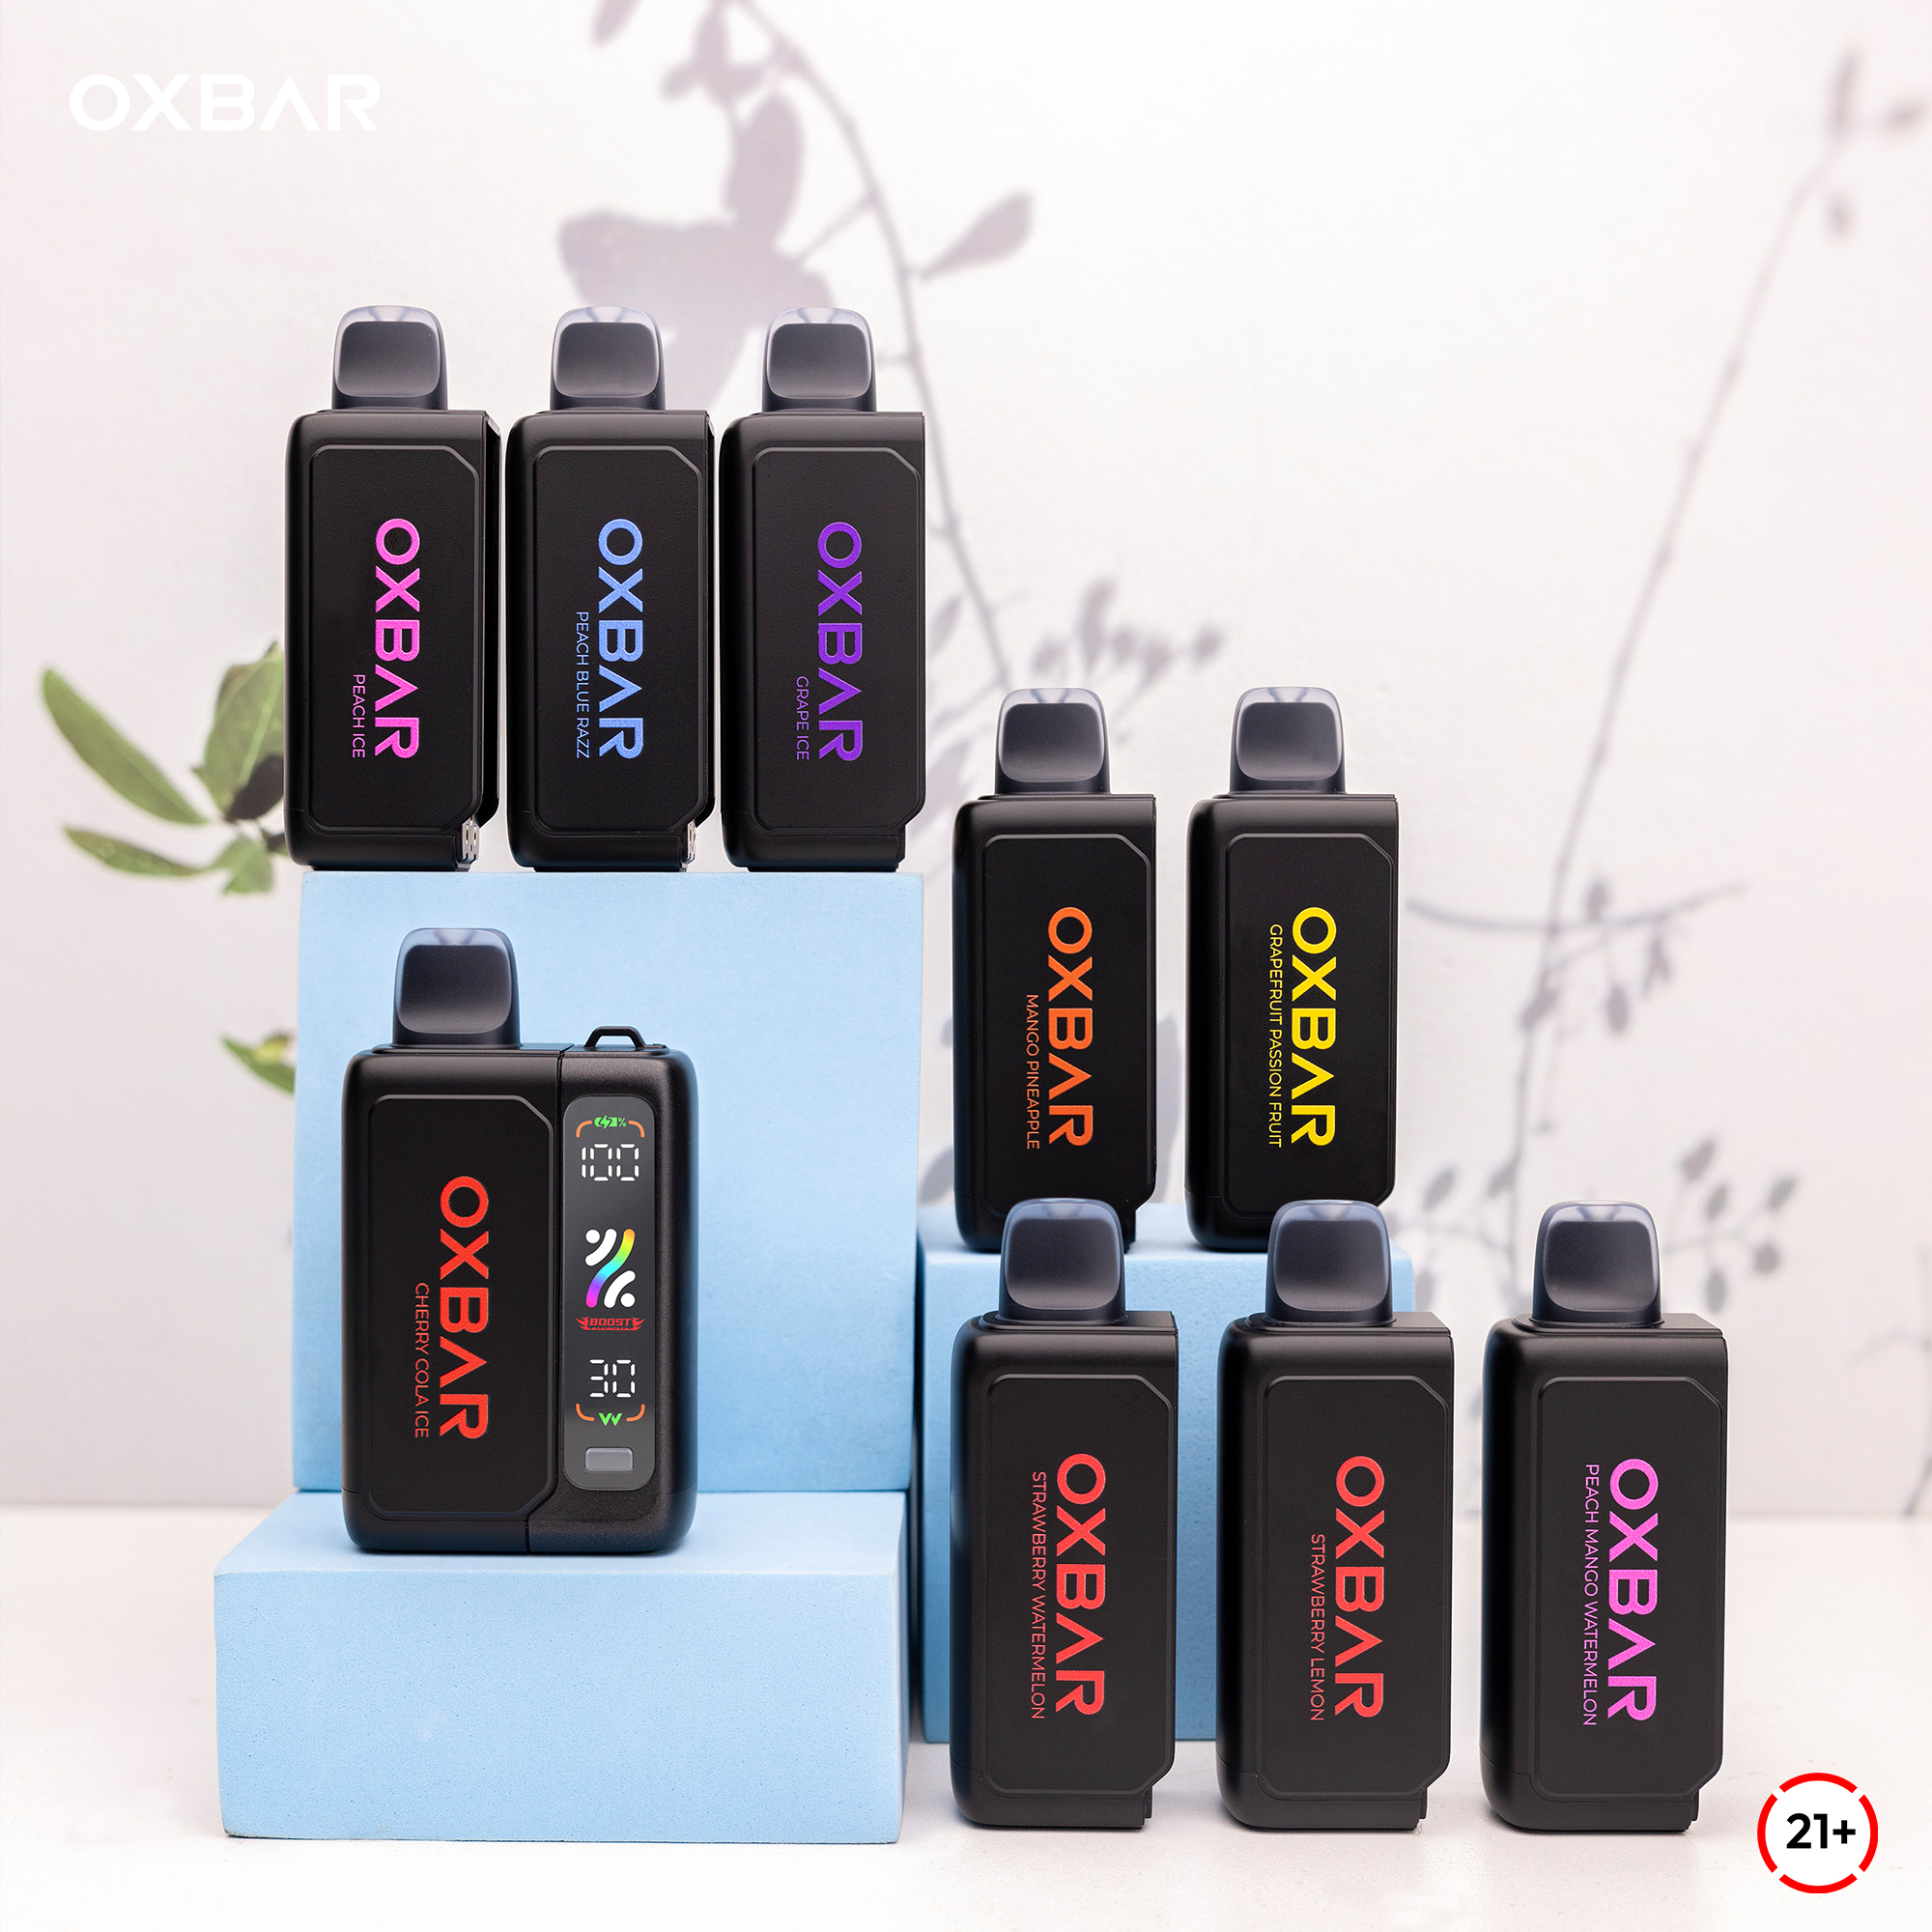 OXBAR
OXBAR
PEACH ICE
OXBAR
PEACH BLUE RAZZ
OXBAR
GRAPE ICE
OXBAR
MANGO PINEAPPLE
OXBAR
GRAPEFRUIT PASSION FRUIT
%
100
BOOST
30
W
OXBAR
CHERRY COLA ICE
OXBAR
STRAWBERRY WATERMELON
OXBAR
STRAWBERRY LEMON
OXBAR
PEACH MANGO WATERMELON
21+